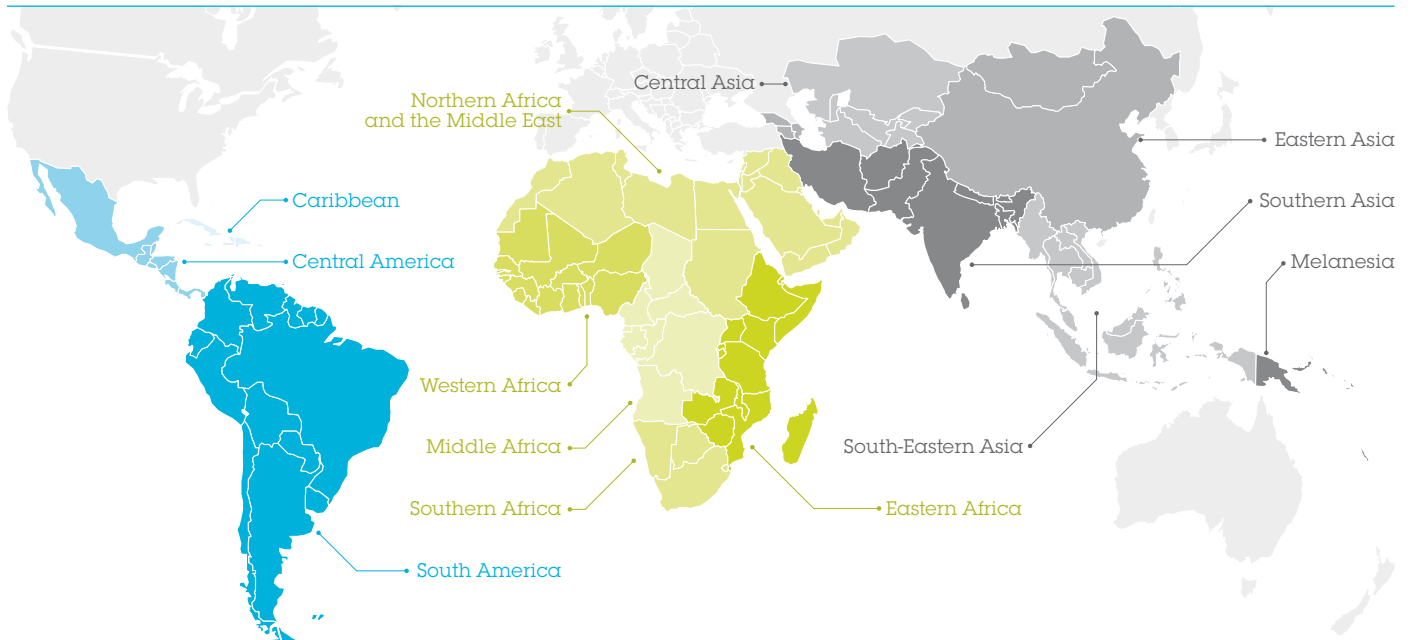 Central Asia
Northern Africa
and the Middle East
Eastern Asia
Caribbean
Southern Asia
Central America
Melanesia
Western Africa
Middle Africa
South-Eastern Asia
Southern Africa
Eastern Africa
South America